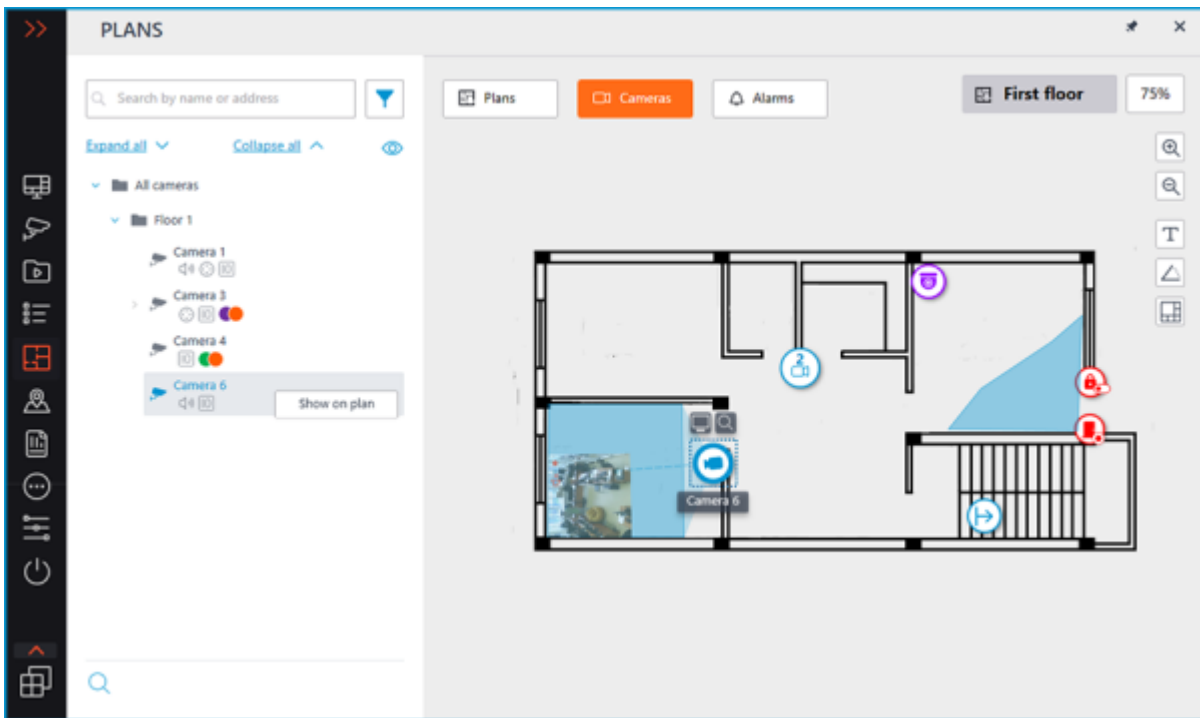 PLANS
Search by name or address
Plans
Cameras
Alarms
First floor
75%
Expand all
Collapse all
All cameras
Floor 1
Camera 1
Camera 3
Camera 4
Camera 6
Show on plan
2
Camera 6
T